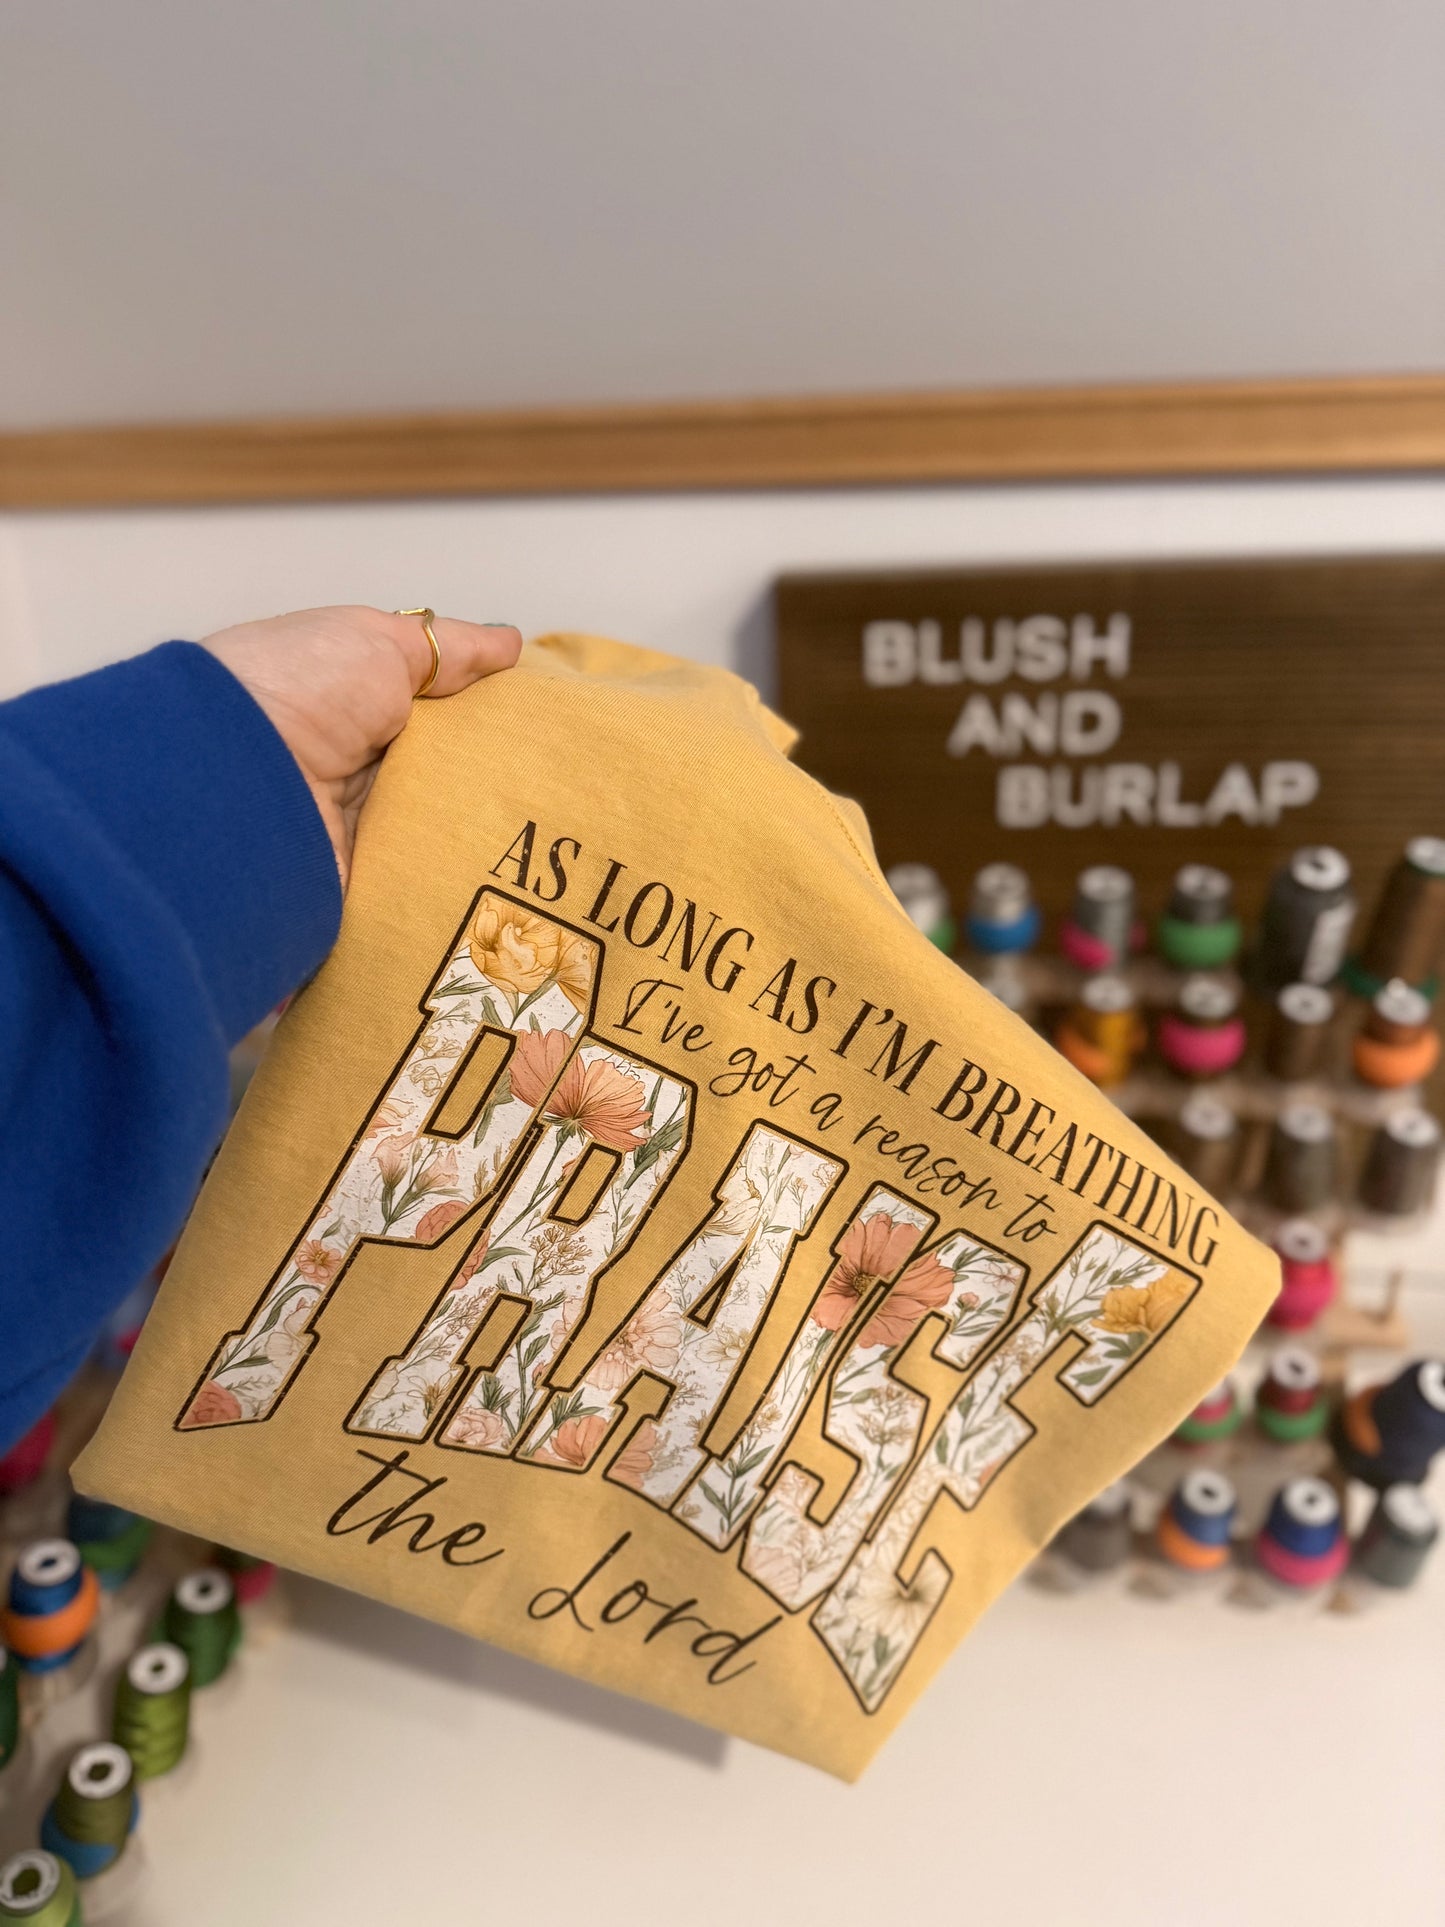 BLUSH
AND
BURLAP
AS LONG AS I'M BREATHING
I've got a reason to
PRAISE
the Lord